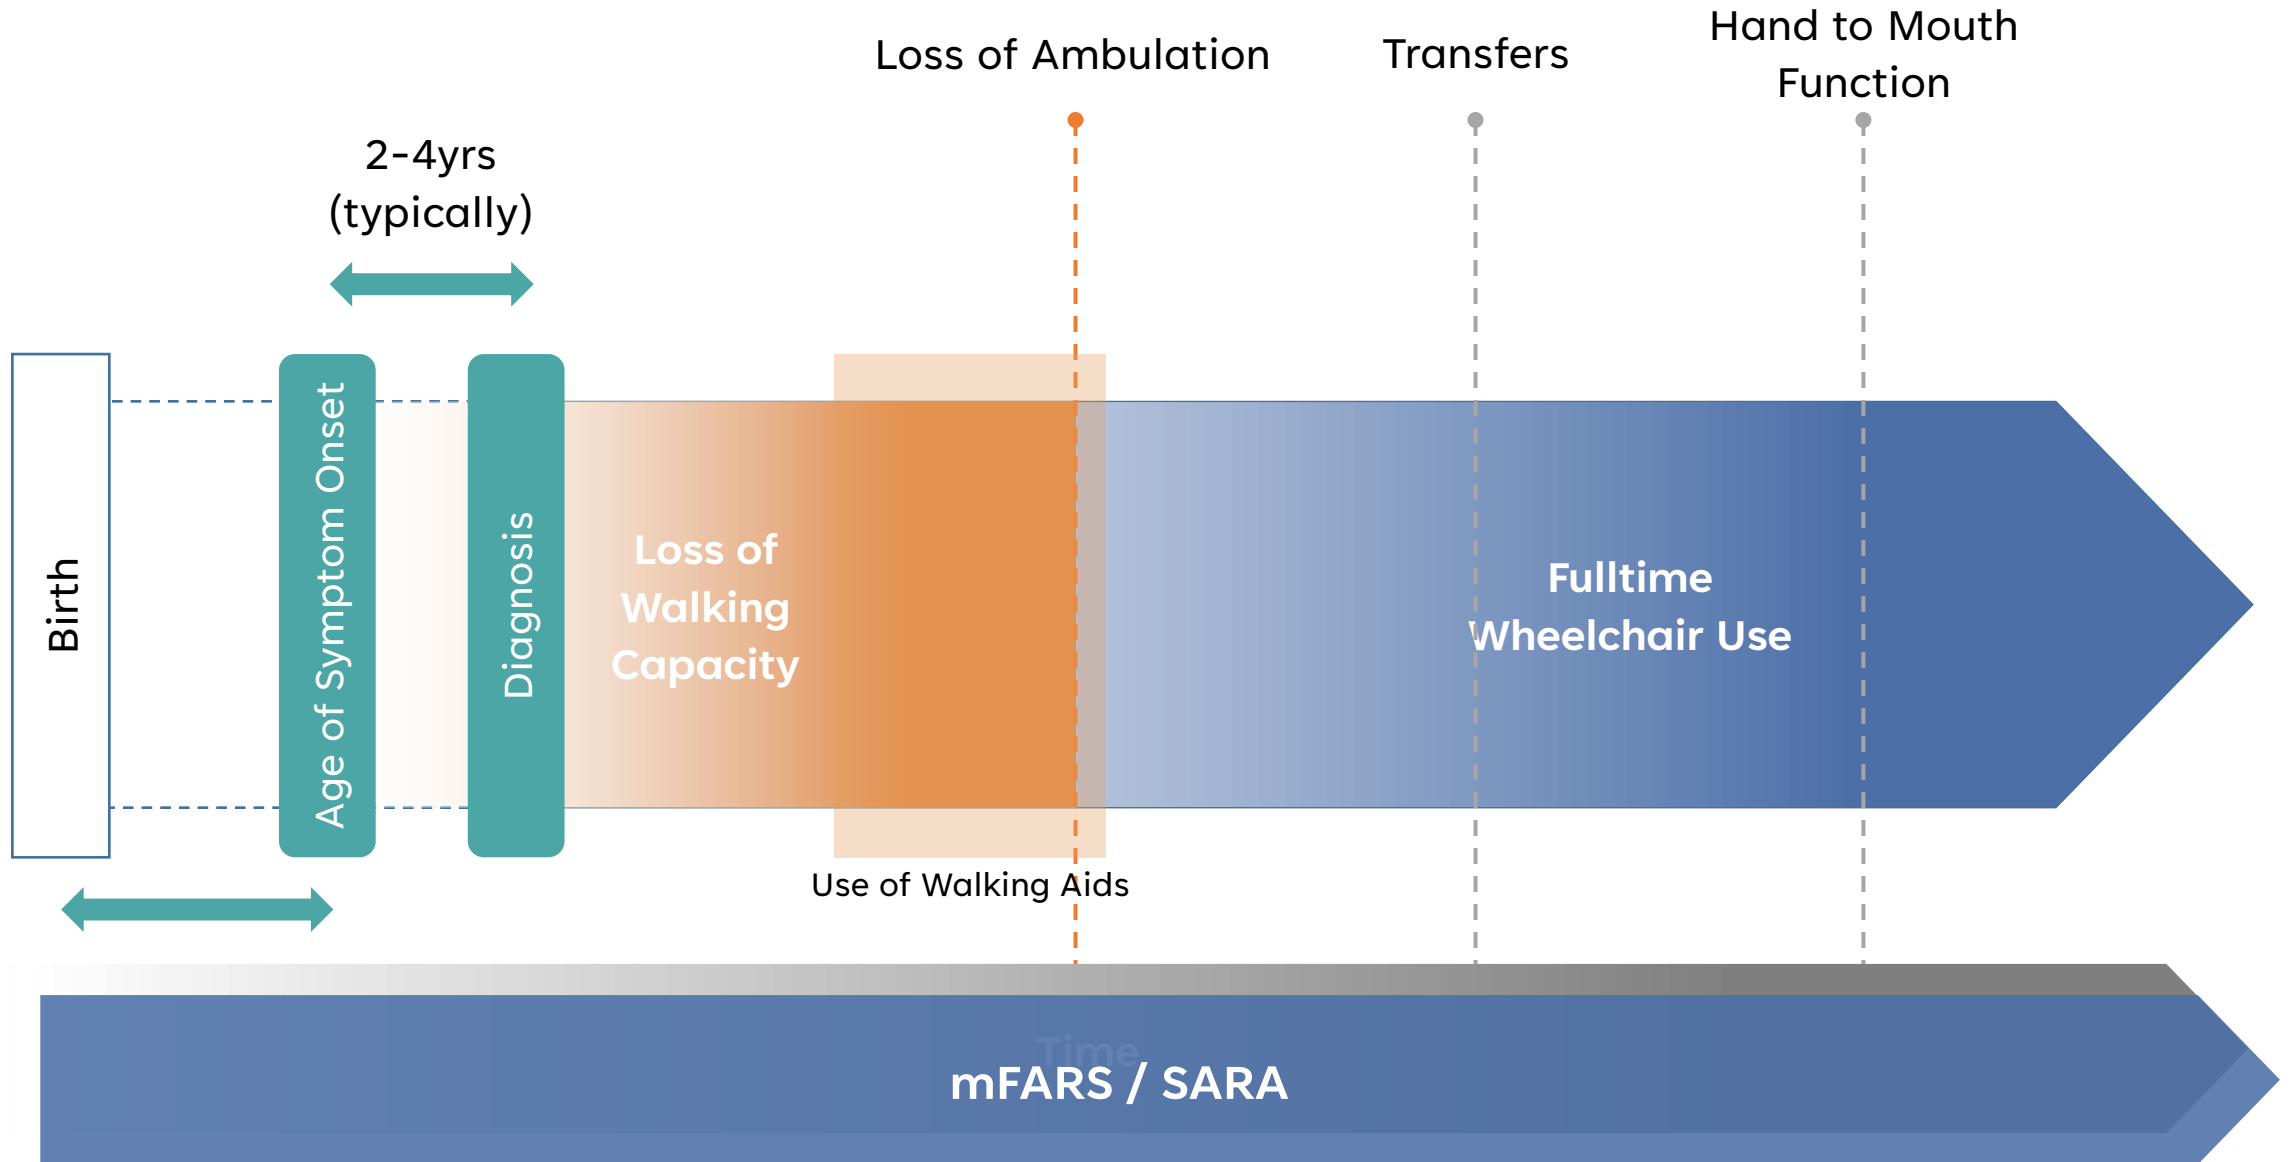 Loss of Ambulation
Transfers
Hand to Mouth
Function
2-4yrs
(typically)
Birth
Age of Symptom Onset
Diagnosis
Loss of
Walking
Capacity
Fulltime
Wheelchair Use
Use of Walking Aids
Time
mFARS / SARA